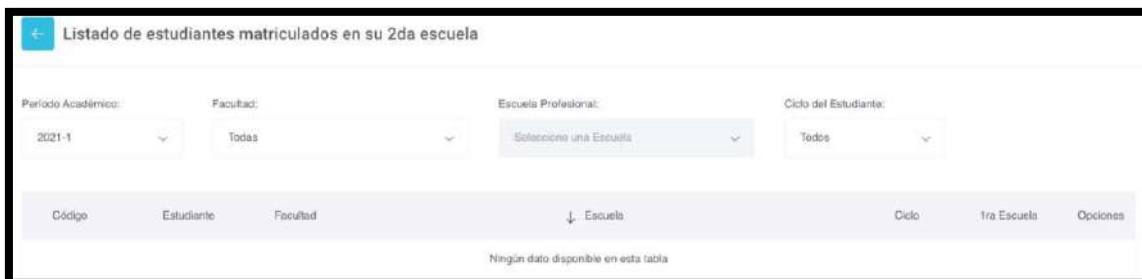 Listado de estudiantes matriculados en su 2da escuela
Período Académico: Facultad: Escuela Profesional: Ciclo del Estudiante:
2021-1 Todas Seleccione una Escuela Todos
Código Estudiante Facultad ↓ Escuela Ciclo 1ra Escuela Opciones
Ningún dato disponible en esta tabla